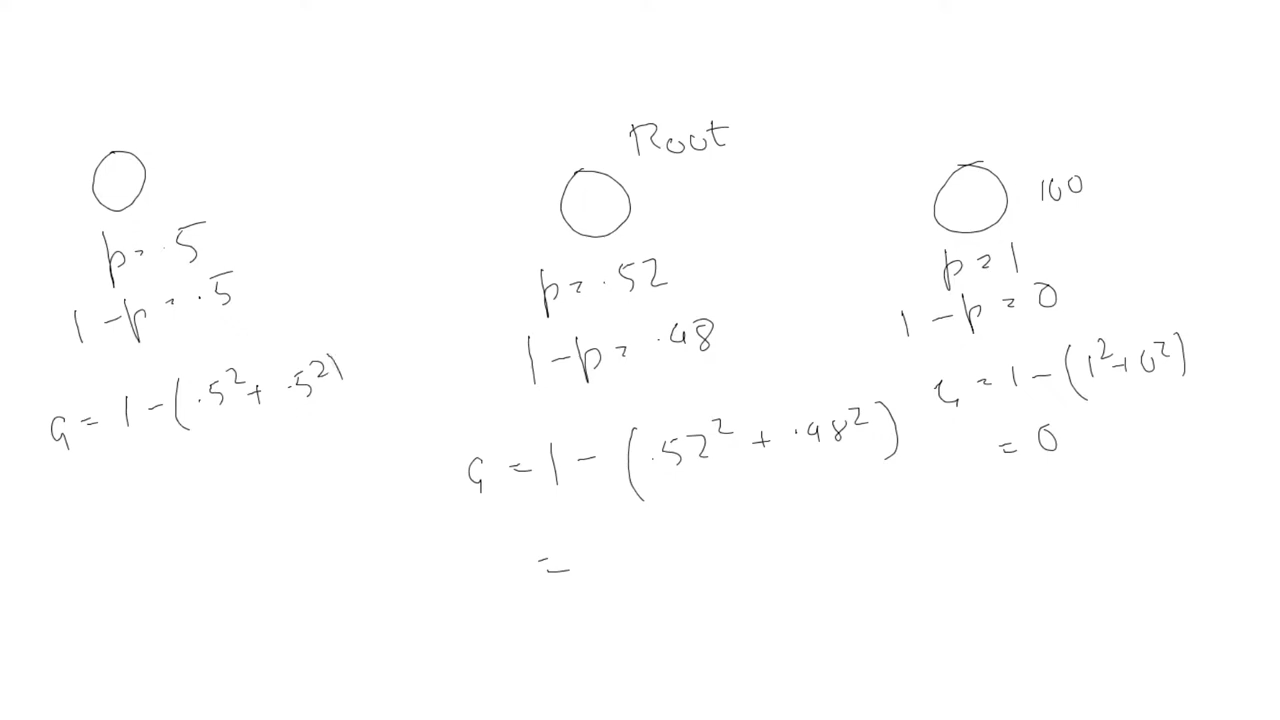 Root
100
p = .5
1 - p = .5
G = 1 - (.5² + .5²)
p = .52
1 - p = .48
G = 1 - (.52² + .48²)
=
p = 1
1 - p = 0
G = 1 - (1² + 0²)
= 0